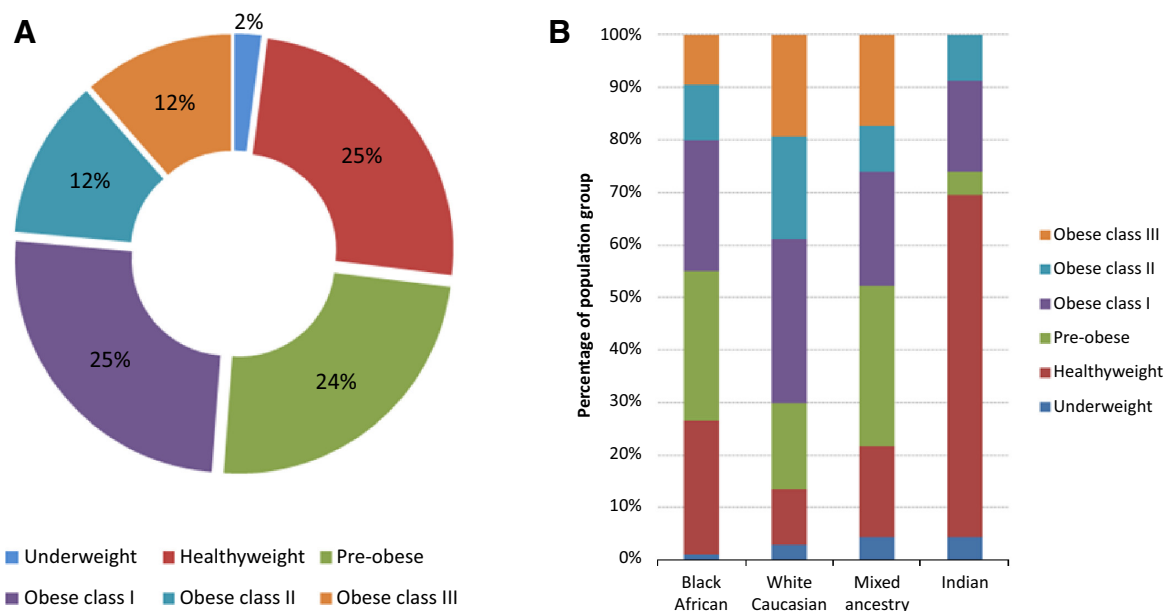 A
2%
25%
24%
25%
12%
12%
Underweight
Healthyweight
Pre-obese
Obese class I
Obese class II
Obese class III
B
Percentage of population group
100%
90%
80%
70%
60%
50%
40%
30%
20%
10%
0%
Black
African
White
Caucasian
Mixed
ancestry
Indian
Obese class III
Obese class II
Obese class I
Pre-obese
Healthyweight
Underweight